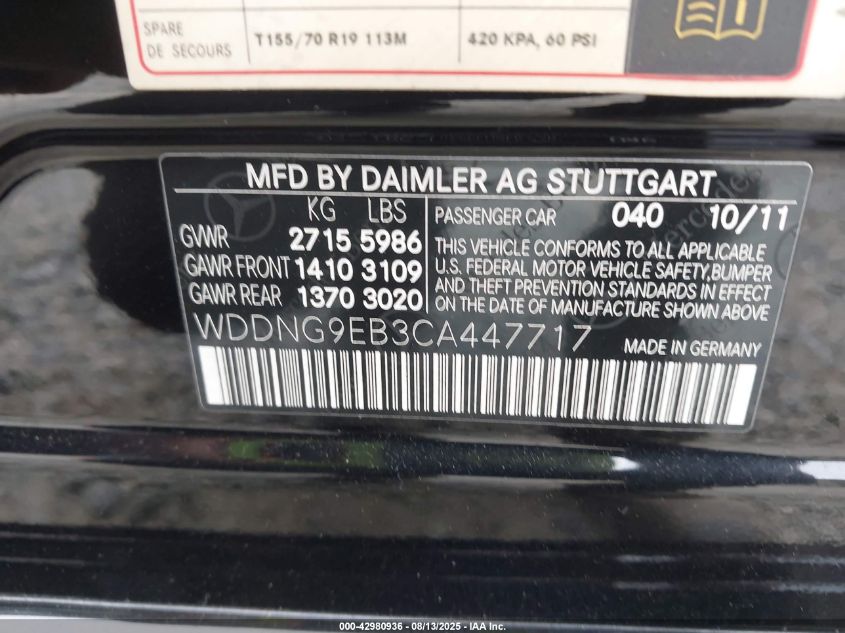 SPARE
DE SECOURS
T155/70 R19 113M
420 KPA, 60 PSI
MFD BY DAIMLER AG STUTTGART
KG LBS
GVWR 2715 5986
GAWR FRONT 1410 3109
GAWR REAR 1370 3020
PASSENGER CAR 040 10/11
THIS VEHICLE CONFORMS TO ALL APPLICABLE
U.S. FEDERAL MOTOR VEHICLE SAFETY,BUMPER
AND THEFT PREVENTION STANDARDS IN EFFECT
ON THE DATE OF MANUFACTURE SHOWN ABOVE
WDDNG9EB3CA447717
MADE IN GERMANY
000-42980936 - 08/13/2025 - IAA Inc.